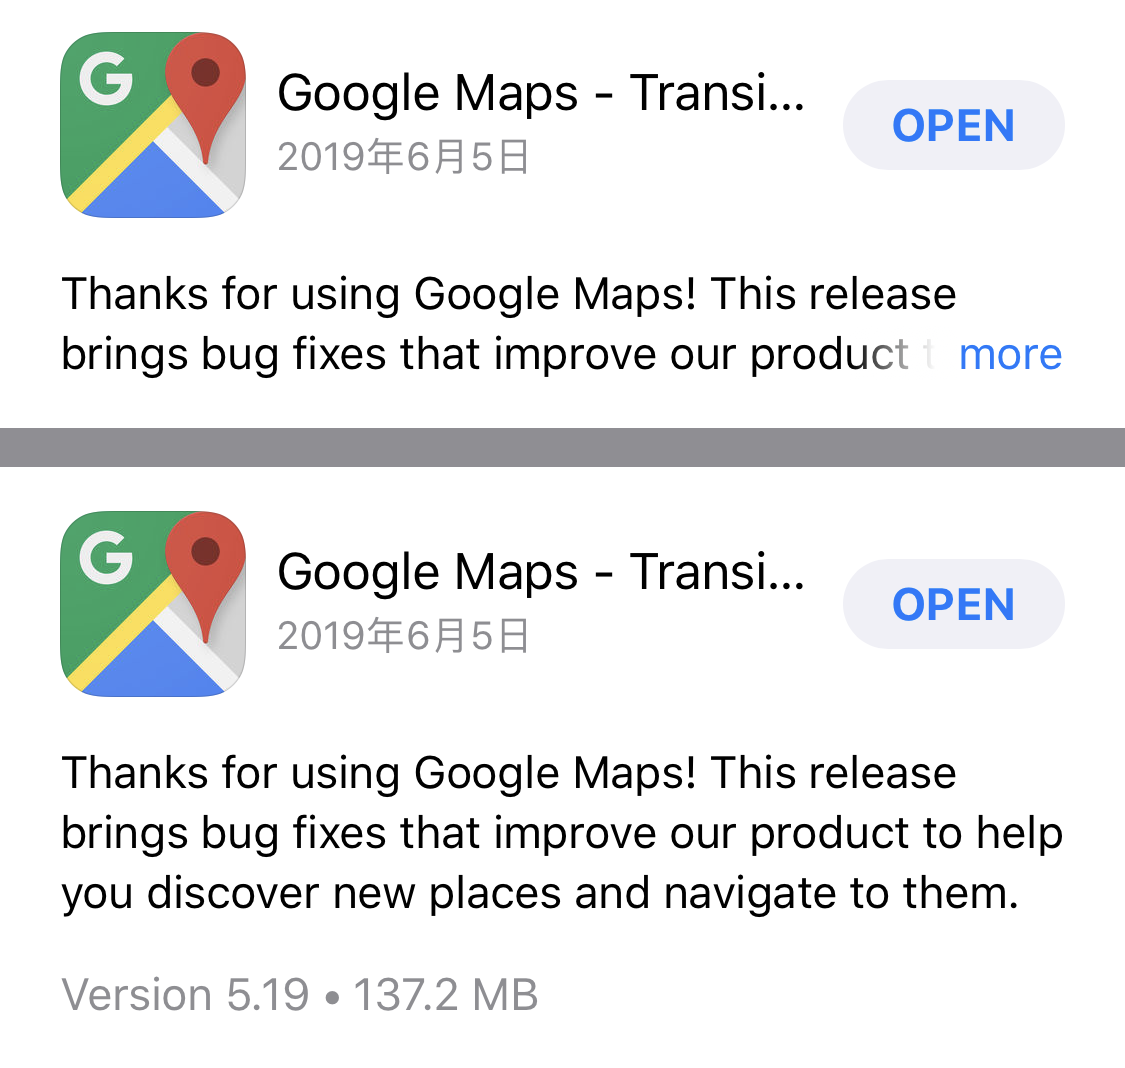 G
Google Maps - Transi...
2019年6月5日
OPEN
Thanks for using Google Maps! This release
brings bug fixes that improve our product t more
G
Google Maps - Transi...
2019年6月5日
OPEN
Thanks for using Google Maps! This release
brings bug fixes that improve our product to help
you discover new places and navigate to them.
Version 5.19 • 137.2 MB